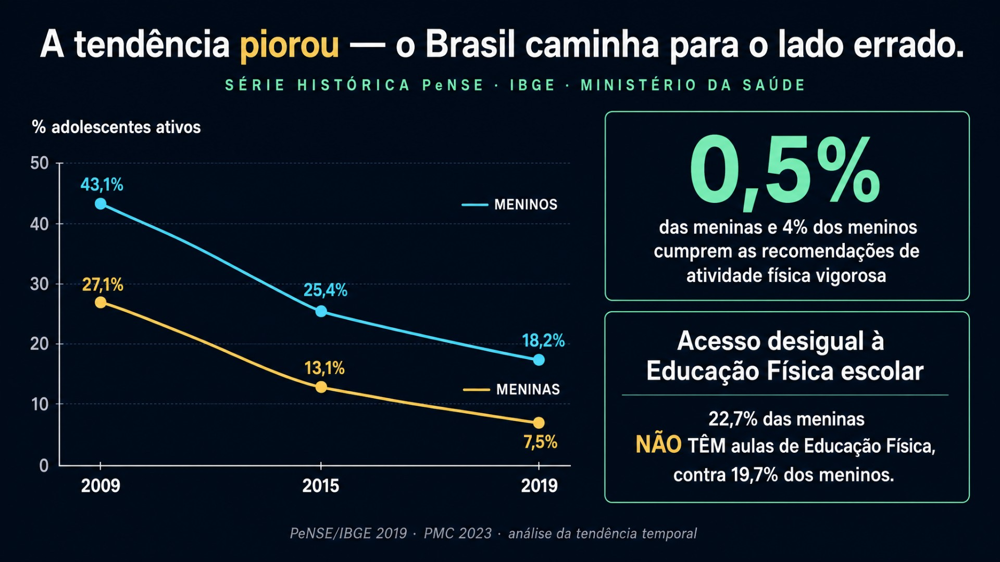 A tendência piorou — o Brasil caminha para o lado errado.
SÉRIE HISTÓRICA PeNSE · IBGE · MINISTÉRIO DA SAÚDE
% adolescentes ativos
50
40
30
20
10
0
43,1%
25,4%
18,2%
MENINOS
27,1%
13,1%
7,5%
MENINAS
2009
2015
2019
0,5%
das meninas e 4% dos meninos
cumprem as recomendações de
atividade física vigorosa
Acesso desigual à
Educação Física escolar
22,7% das meninas
NÃO TÊM aulas de Educação Física,
contra 19,7% dos meninos.
PeNSE/IBGE 2019 · PMC 2023 · análise da tendência temporal